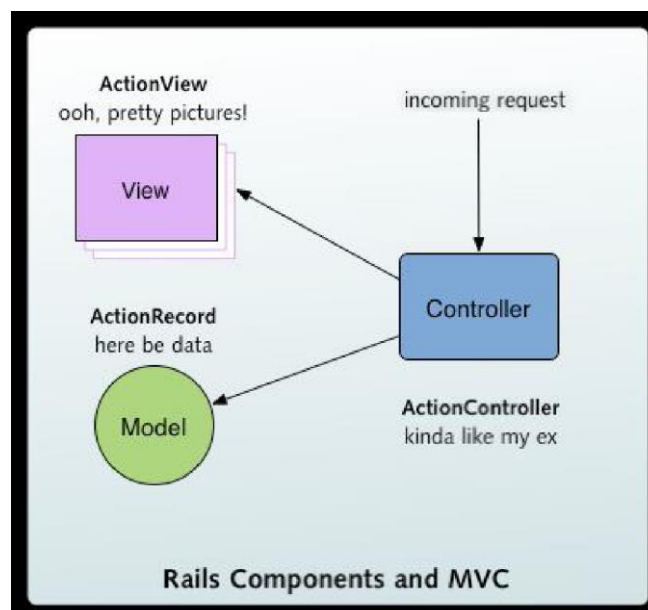 ActionView
ooh, pretty pictures!
View
incoming request
Controller
ActionRecord
here be data
Model
ActionController
kinda like my ex
Rails Components and MVC